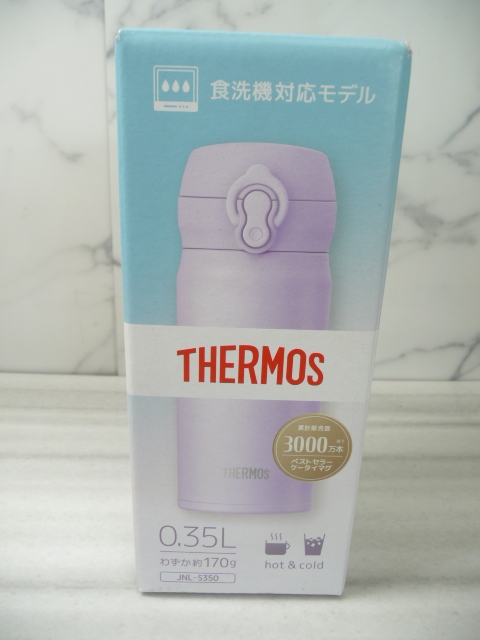 食洗機対応モデル
THERMOS
累計販売数
3000万本
ベストセラー
ケータイマグ
THERMOS
0.35L
わずか約170g
JNL-S350
hot & cold